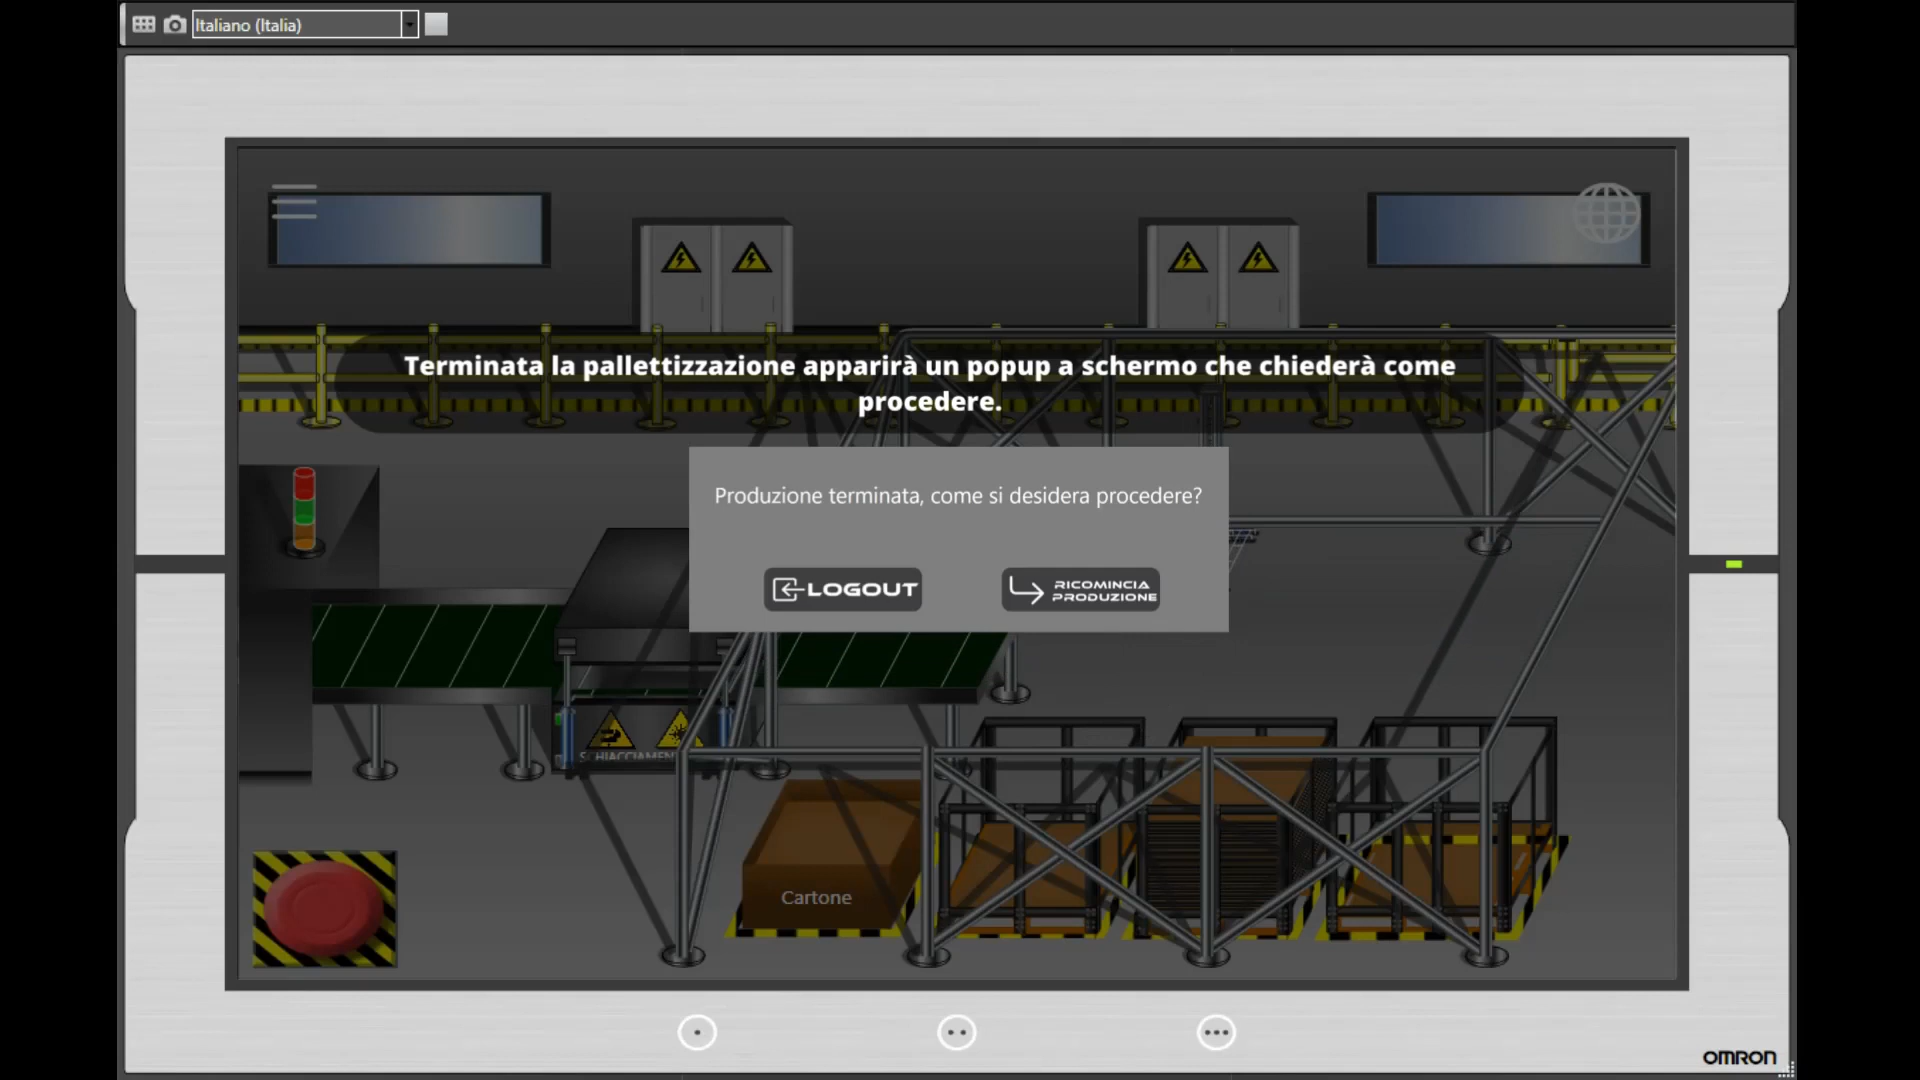 Italiano (Italia)
Terminata la pallettizzazione apparirà un popup a schermo che chiederà come
procedere.
Produzione terminata, come si desidera procedere?
LOGOUT
RICOMINCIA
PRODUZIONE
Cartone
OMRON